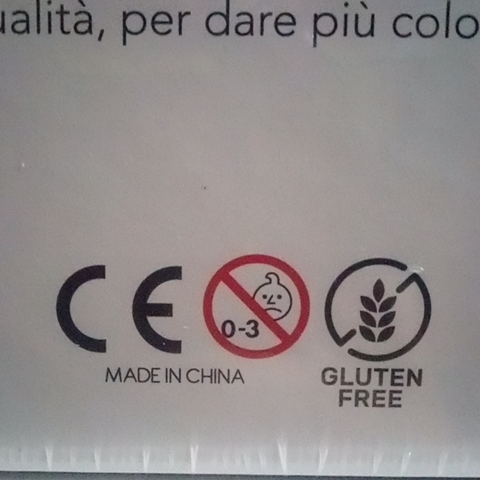 ualità, per dare più colo
CE
0-3
MADE IN CHINA
GLUTEN
FREE